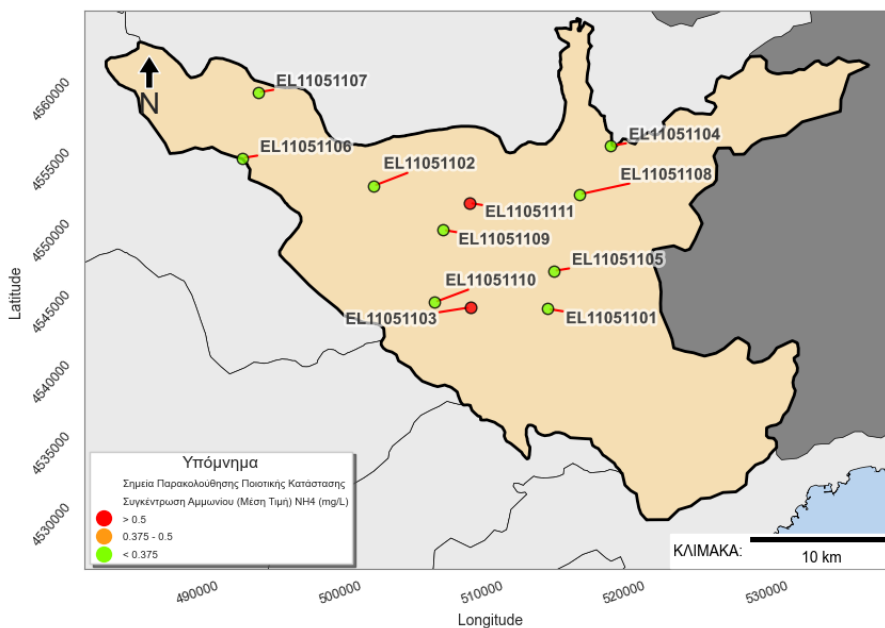 EL11051107
N
EL11051104
EL11051106
EL11051102
EL11051108
EL11051111
EL11051109
EL11051105
EL11051110
EL11051103
EL11051101
4560000
4555000
4550000
4545000
4540000
4535000
4530000
Latitude
Υπόμνημα
Σημεία Παρακολούθησης Ποιοτικής Κατάστασης
Συγκέντρωση Αμμωνίου (Μέση Τιμή) NH4 (mg/L)
> 0.5
0.375 - 0.5
< 0.375
ΚΛΙΜΑΚΑ:
10 km
490000
500000
510000
520000
530000
Longitude